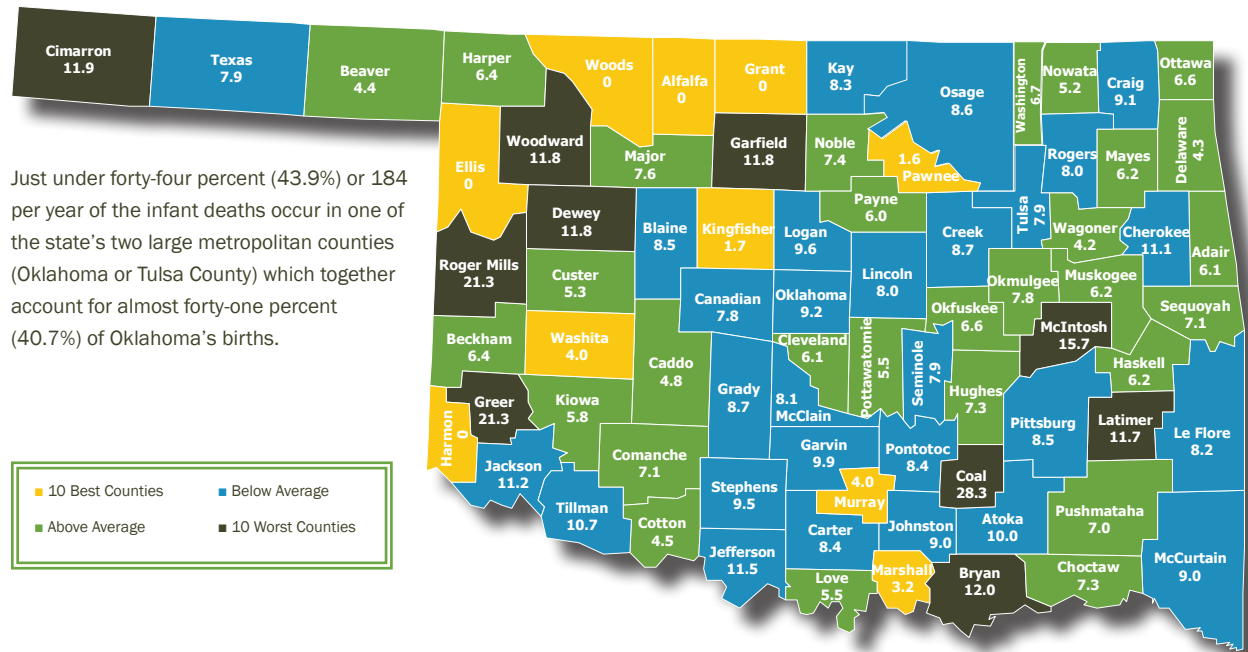 Cimarron
11.9
Texas
7.9
Beaver
4.4
Harper
6.4
Woods
0
Alfalfa
0
Grant
0
Kay
8.3
Osage
8.6
Washington
6.7
Nowata
5.2
Craig
9.1
Ottawa
6.6
Ellis
0
Woodward
11.8
Major
7.6
Garfield
11.8
Noble
7.4
1.6
Pawnee
Rogers
8.0
Mayes
6.2
Delaware
4.3
Just under forty-four percent (43.9%) or 184
per year of the infant deaths occur in one of
the state's two large metropolitan counties
(Oklahoma or Tulsa County) which together
account for almost forty-one percent
(40.7%) of Oklahoma's births.
Roger Mills
21.3
Dewey
11.8
Blaine
8.5
Kingfisher
1.7
Logan
9.6
Payne
6.0
Creek
8.7
Tulsa
7.9
Wagoner
4.2
Cherokee
11.1
Adair
6.1
Custer
5.3
Canadian
7.8
Oklahoma
9.2
Lincoln
8.0
Okfuskee
6.6
Okmulgee
7.8
Muskogee
6.2
Sequoyah
7.1
Beckham
6.4
Washita
4.0
Caddo
4.8
Grady
8.7
Cleveland
6.1
8.1
McClain
Pottawatomie
5.5
Seminole
7.9
Hughes
7.3
McIntosh
15.7
Haskell
6.2
Harmon
0
Greer
21.3
Kiowa
5.8
Comanche
7.1
Garvin
9.9
Pontotoc
8.4
Pittsburg
8.5
Latimer
11.7
Le Flore
8.2
Jackson
11.2
Tillman
10.7
Cotton
4.5
Stephens
9.5
4.0
Murray
Coal
28.3
Atoka
10.0
Pushmataha
7.0
Jefferson
11.5
Carter
8.4
Johnston
9.0
Love
5.5
Marshall
3.2
Bryan
12.0
Choctaw
7.3
McCurtain
9.0
10 Best Counties
Below Average
Above Average
10 Worst Counties